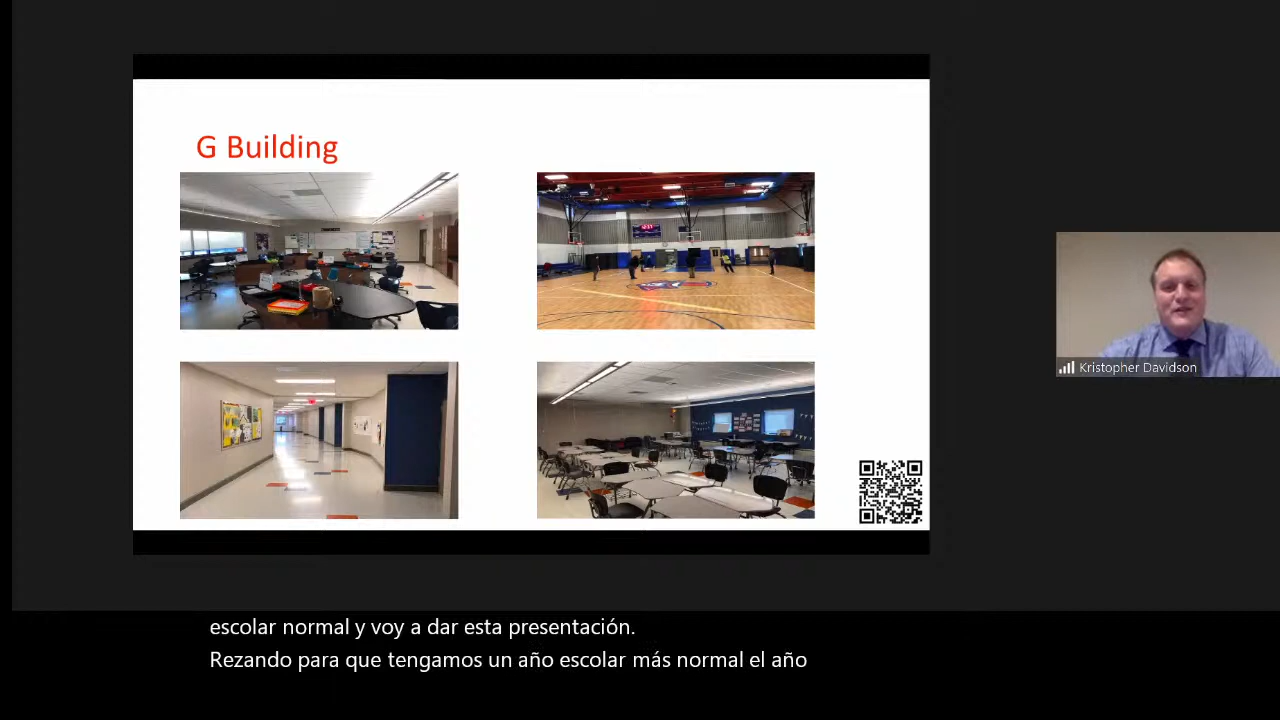 G Building
Kristopher Davidson
escolar normal y voy a dar esta presentación.
Rezando para que tengamos un año escolar más normal el año